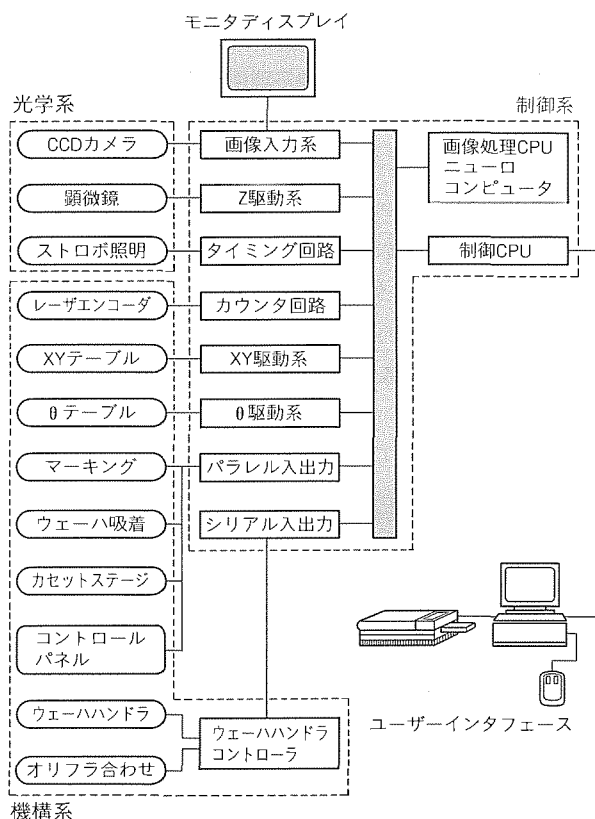 モニタディスプレイ
光学系
制御系
CCDカメラ
画像入力系
画像処理CPU
ニューロ
コンピュータ
顕微鏡
Z駆動系
ストロボ照明
タイミング回路
制御CPU
レーザエンコーダ
カウンタ回路
XYテーブル
XY駆動系
θテーブル
θ駆動系
マーキング
パラレル入出力
ウェーハ吸着
シリアル入出力
カセットステージ
コントロール
パネル
ウェーハハンドラ
ウェーハハンドラ
コントローラ
オリフラ合わせ
ユーザーインタフェース
機構系